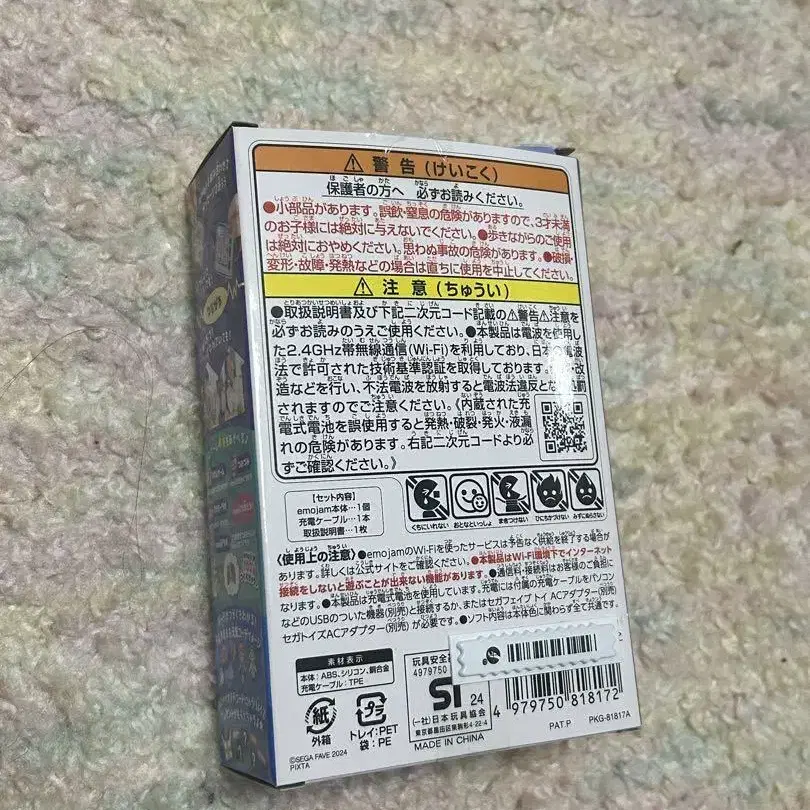 ⚠ 警告 (けいこく)
保護者の方へ 必ずお読みください。
●小部品があります。誤飲・窒息の危険がありますので、3才未満
のお子様には絶対に与えないでください。●歩きながらのご使用
は絶対におやめください。思わぬ事故の危険があります。●破損・
変形・故障・発熱などの場合は直ちに使用を中止してください。
⚠ 注意 (ちゅうい)
●取扱説明書及び下記二次元コード記載の⚠警告⚠注意を
必ずお読みのうえご使用ください。●本製品は電波を使用し
た2.4GHz帯無線通信(Wi-Fi)を利用しており、日本の電波
法で許可された技術基準認証を取得しております。
造などを行い、不法電波を放射すると電波法違反となり
されますのでご注意ください。《内蔵された充
電式電池を誤使用すると発熱・破裂・発火・液漏
れの危険があります。右記二次元コードより必
ずご確認ください。》
【セット内容】
emojam本体…1個
充電ケーブル…1本
取扱説明書…1枚
くちにいれない おとなといっしょ まきつけない ひにちかづけない みずにぬらさない
〈使用上の注意〉●emojamのWi-Fiを使ったサービスは予告なく供給を終了する場合が
あります。詳しくは公式サイトをご確認ください。●本製品はWi-Fi環境下でインターネット
接続をしないと遊ぶことが出来ない機能があります。●通信料・接続料はお客様のご負担に
なります。●本製品は充電式電池を使用しています。充電には付属の充電ケーブルをパソコン
などのUSBのついた機器(別売)と接続するか、またはセガフェイブ トイ ACアダプター(別売)
セガトイズACアダプター(別売)が必要です。●ソフト内容は本体色に関わらず全て共通です。
素材表示
本体：ABS、シリコン、銅合金
充電ケーブル：TPE
紙
外箱
プラ
トレイ：PET
袋：PE
©SEGA FAVE 2024
PIXTA
玩具安全
4979750
ST 24
(一社)日本玩具協会
東京都墨田区東駒形4-22-4
MADE IN CHINA
4 979750 818172
PAT.P
PKG-81817A